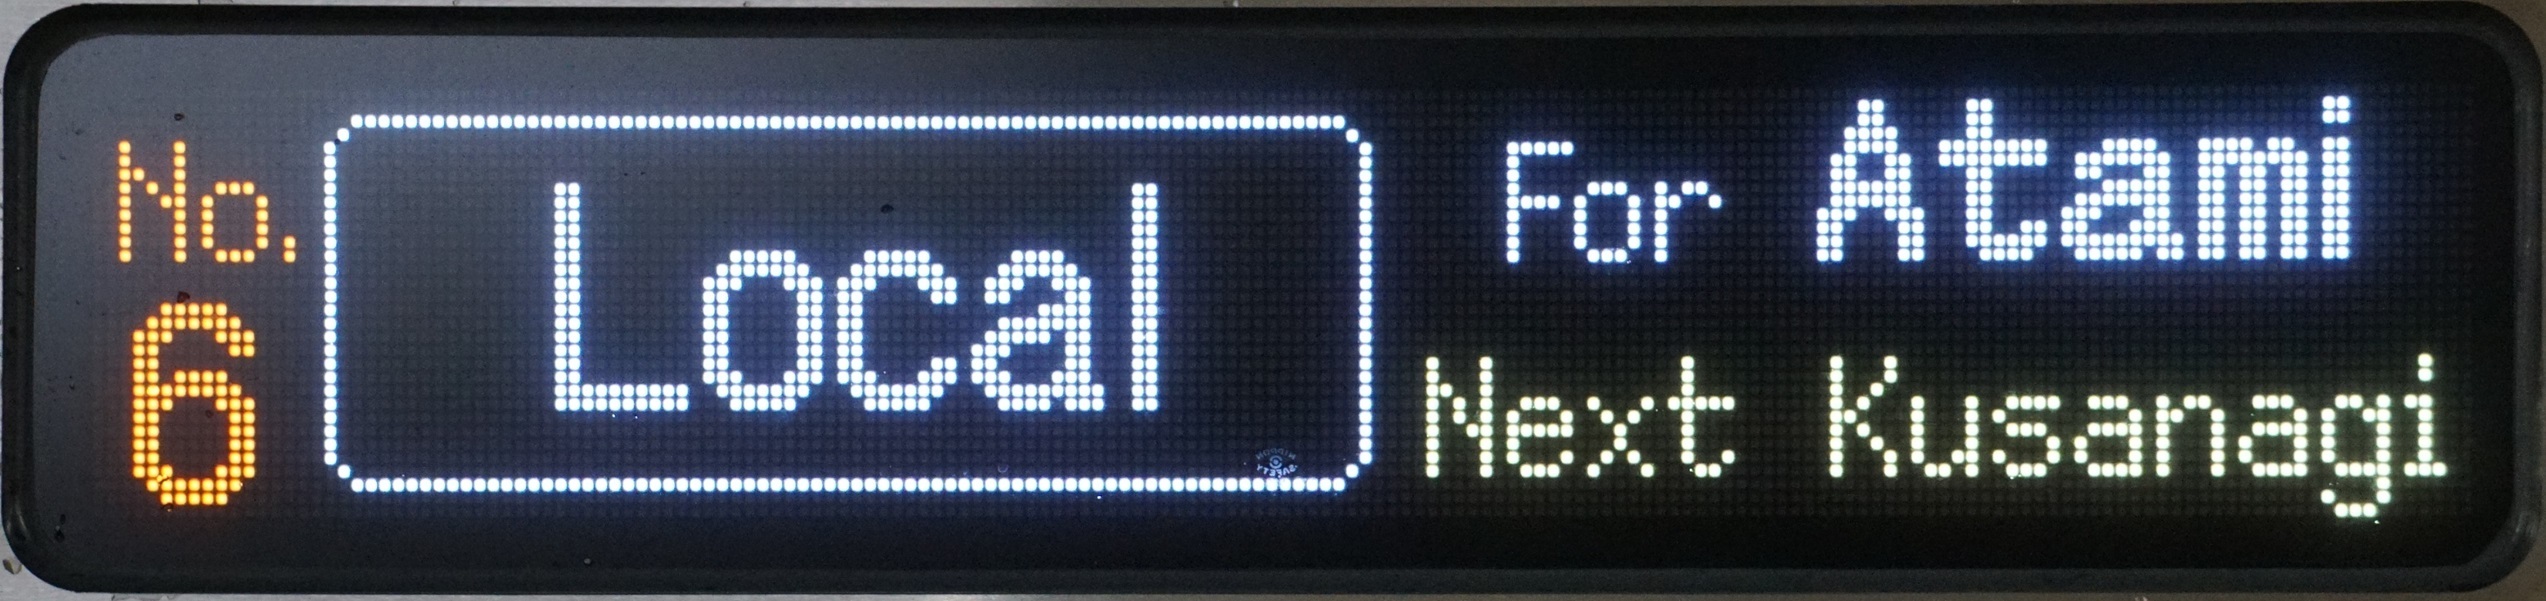 No.
6
Local
For Atami
Next Kusanagi